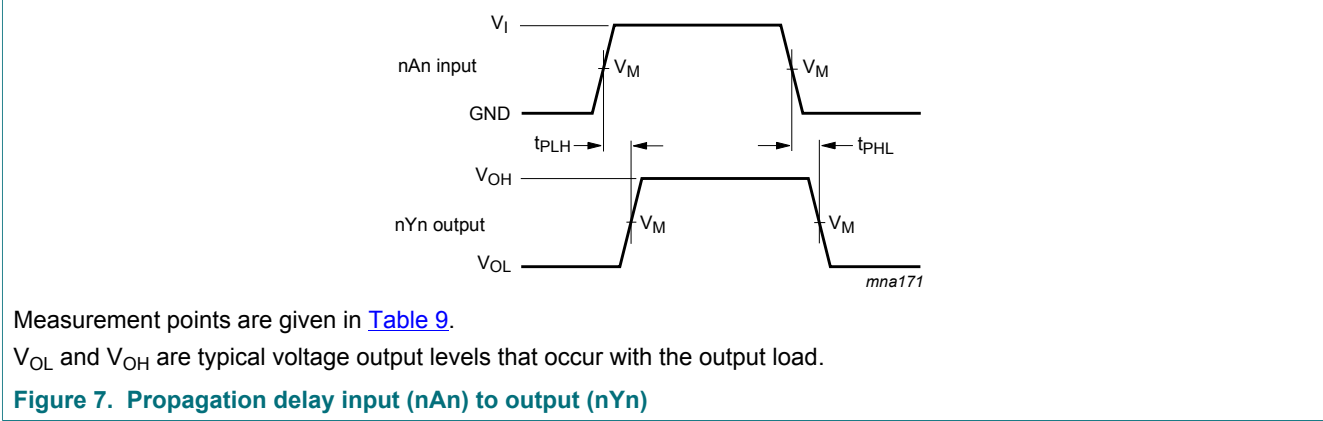 V_I
nAn input
V_M
V_M
GND
t_PLH
t_PHL
V_OH
nYn output
V_M
V_M
V_OL
mna171
Measurement points are given in Table 9.
V_OL and V_OH are typical voltage output levels that occur with the output load.
Figure 7. Propagation delay input (nAn) to output (nYn)